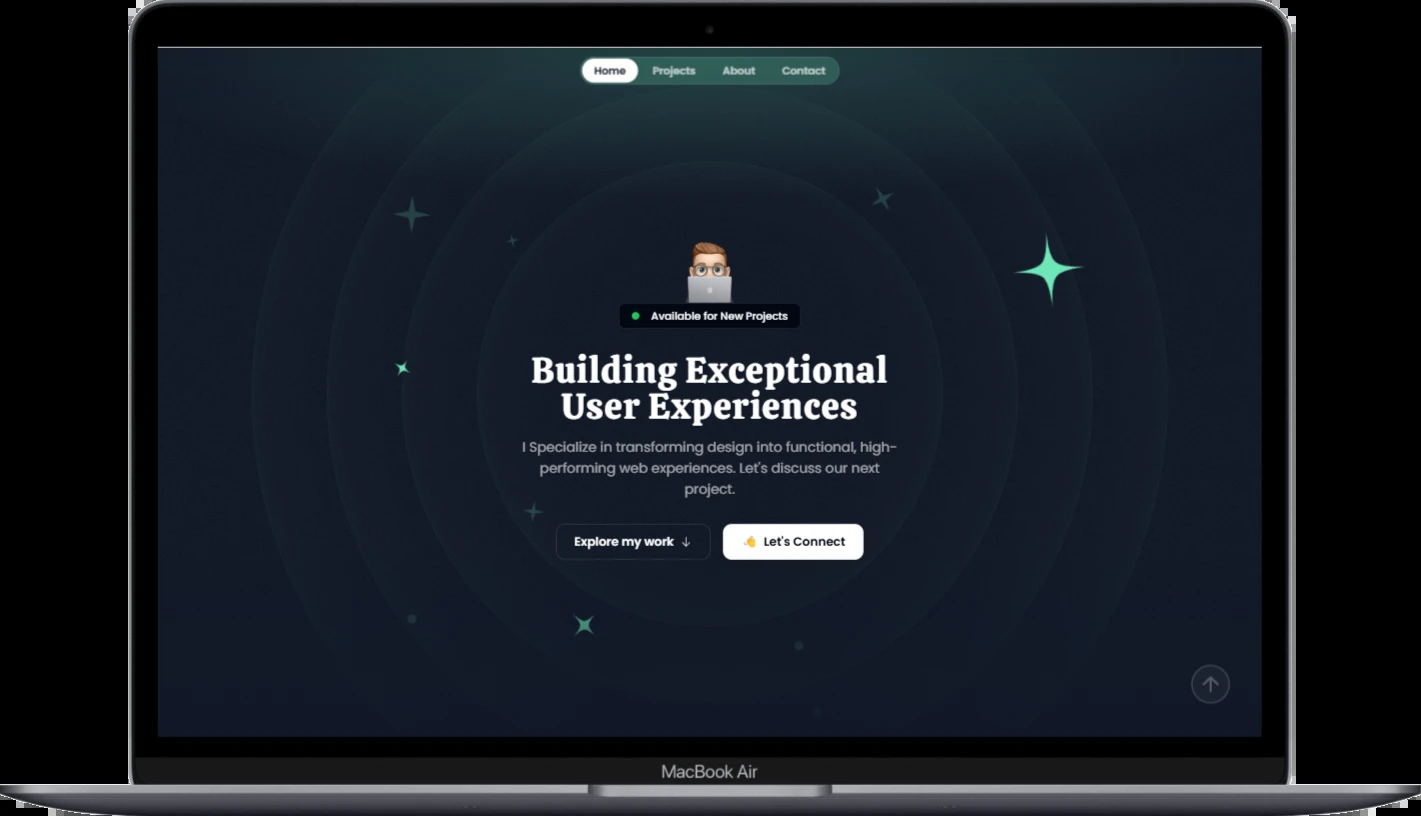 Home Projects About Contact
Available for New Projects
Building Exceptional
User Experiences
I Specialize in transforming design into functional, high-
performing web experiences. Let's discuss our next
project.
Explore my work ↓ Let's Connect
MacBook Air